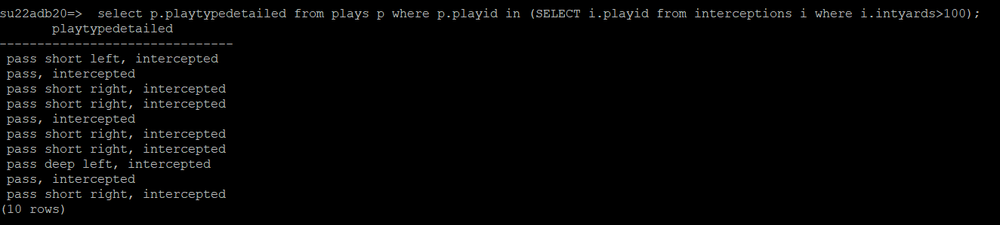 su22adb20=>  select p.playtypedetailed from plays p where p.playid in (SELECT i.playid from interceptions i where i.intyards>100);
       playtypedetailed
-------------------------------
 pass short left, intercepted
 pass, intercepted
 pass short right, intercepted
 pass short right, intercepted
 pass, intercepted
 pass short right, intercepted
 pass short right, intercepted
 pass deep left, intercepted
 pass, intercepted
 pass short right, intercepted
(10 rows)